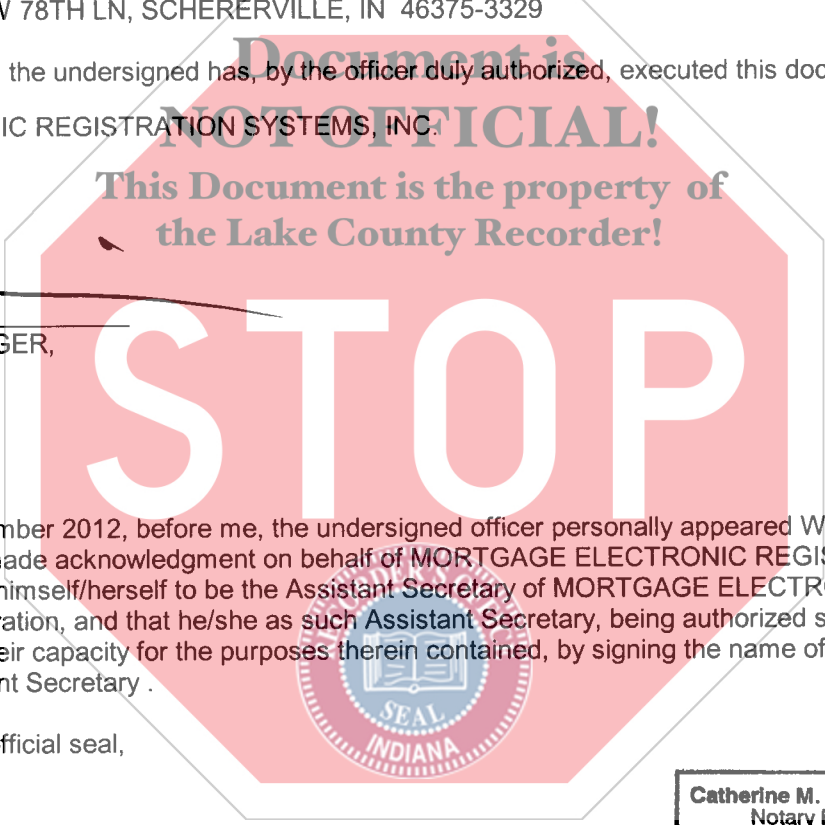 W 78TH LN, SCHERERVILLE, IN 46375-3329
Document is
the undersigned has, by the officer duly authorized, executed this doc
NOT OFFICIAL!
IC REGISTRATION SYSTEMS, INC.
This Document is the property of
the Lake County Recorder!
STOP
GER,
mber 2012, before me, the undersigned officer personally appeared W
ade acknowledgment on behalf of MORTGAGE ELECTRONIC REGIS
himself/herself to be the Assistant Secretary of MORTGAGE ELECTR
ation, and that he/she as such Assistant Secretary, being authorized s
eir capacity for the purposes therein contained, by signing the name of
nt Secretary .
SEAL
INDIANA
fficial seal,
Catherine M.
Notary